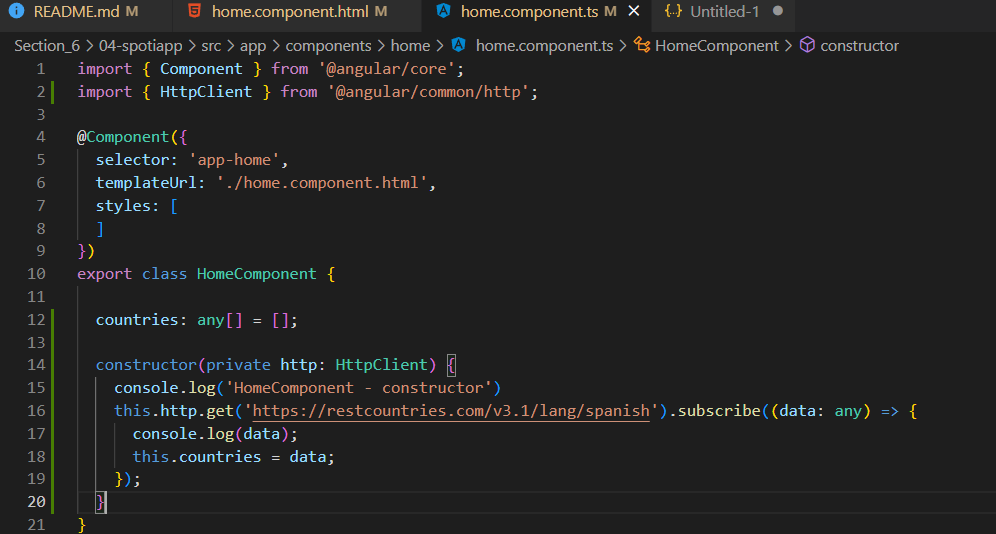 README.md M home.component.html M home.component.ts M Untitled-1
Section_6 > 04-spotiapp > src > app > components > home > home.component.ts > HomeComponent > constructor
1 import { Component } from '@angular/core';
2 import { HttpClient } from '@angular/common/http';
3
4 @Component({
5 selector: 'app-home',
6 templateUrl: './home.component.html',
7 styles: [
8 ]
9 })
10 export class HomeComponent {
11
12 countries: any[] = [];
13
14 constructor(private http: HttpClient) {
15 console.log('HomeComponent - constructor')
16 this.http.get('https://restcountries.com/v3.1/lang/spanish').subscribe((data: any) => {
17 console.log(data);
18 this.countries = data;
19 });
20 }
21 }